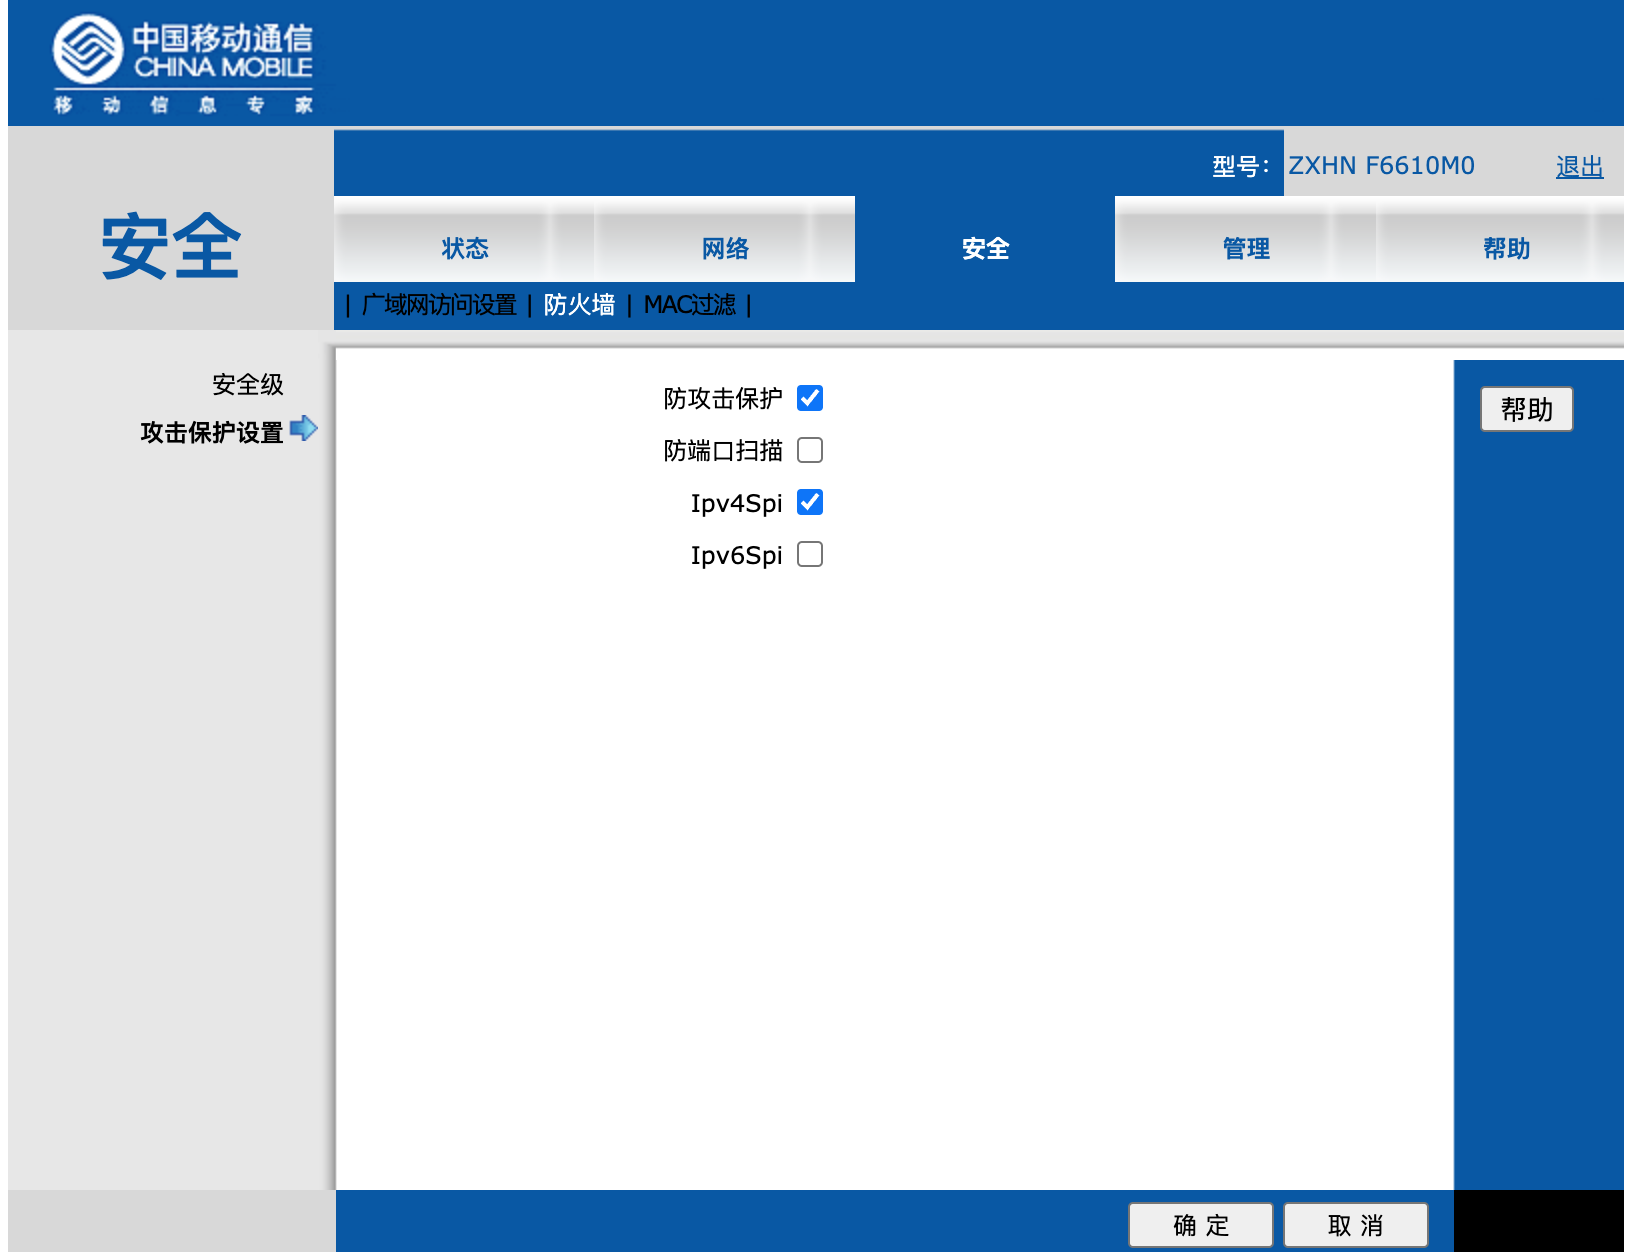 中国移动通信
CHINA MOBILE
移 动 信 息 专 家
型号： ZXHN F6610M0 退出
安全
状态 网络 安全 管理 帮助
| 广域网访问设置 | 防火墙 | MAC过滤 |
安全级
攻击保护设置
防攻击保护
防端口扫描
Ipv4Spi
Ipv6Spi
帮助
确 定 取 消